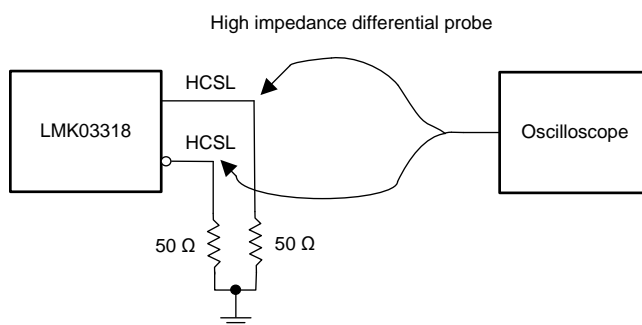 High impedance differential probe
HCSL
LMK03318
HCSL
Oscilloscope
50 Ω
50 Ω